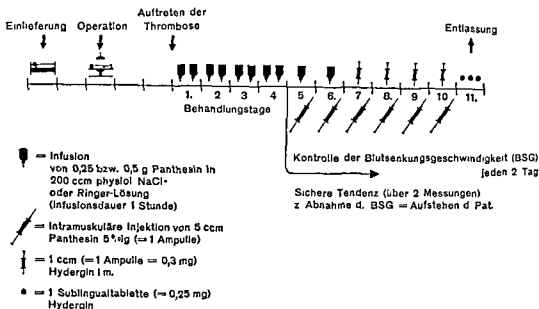 Auftreten der
Thrombose
Einlieferung
Operation
Entlassung
1. 2 3 4 5 6. 7 8. 9 10 11.
Behandlungstage
Kontrolle der Blutsenkungsgeschwindigkeit (BSG)
jeden 2 Tag
Sichere Tendenz (über 2 Messungen)
z Abnahme d. BSG = Aufstehen d Pat.
= Infusion
von 0,25 bzw. 0,5 g Panthesin in
200 ccm physiol NaCl-
oder Ringer-Lösung
(Infusionsdauer 1 Stunde)
= Intramuskuläre Injektion von 5 ccm
Panthesin 5%ig (= 1 Ampulle)
= 1 ccm (= 1 Ampulle = 0,3 mg)
Hydergin i m.
= 1 Sublingualtablette (= 0,25 mg)
Hydergin